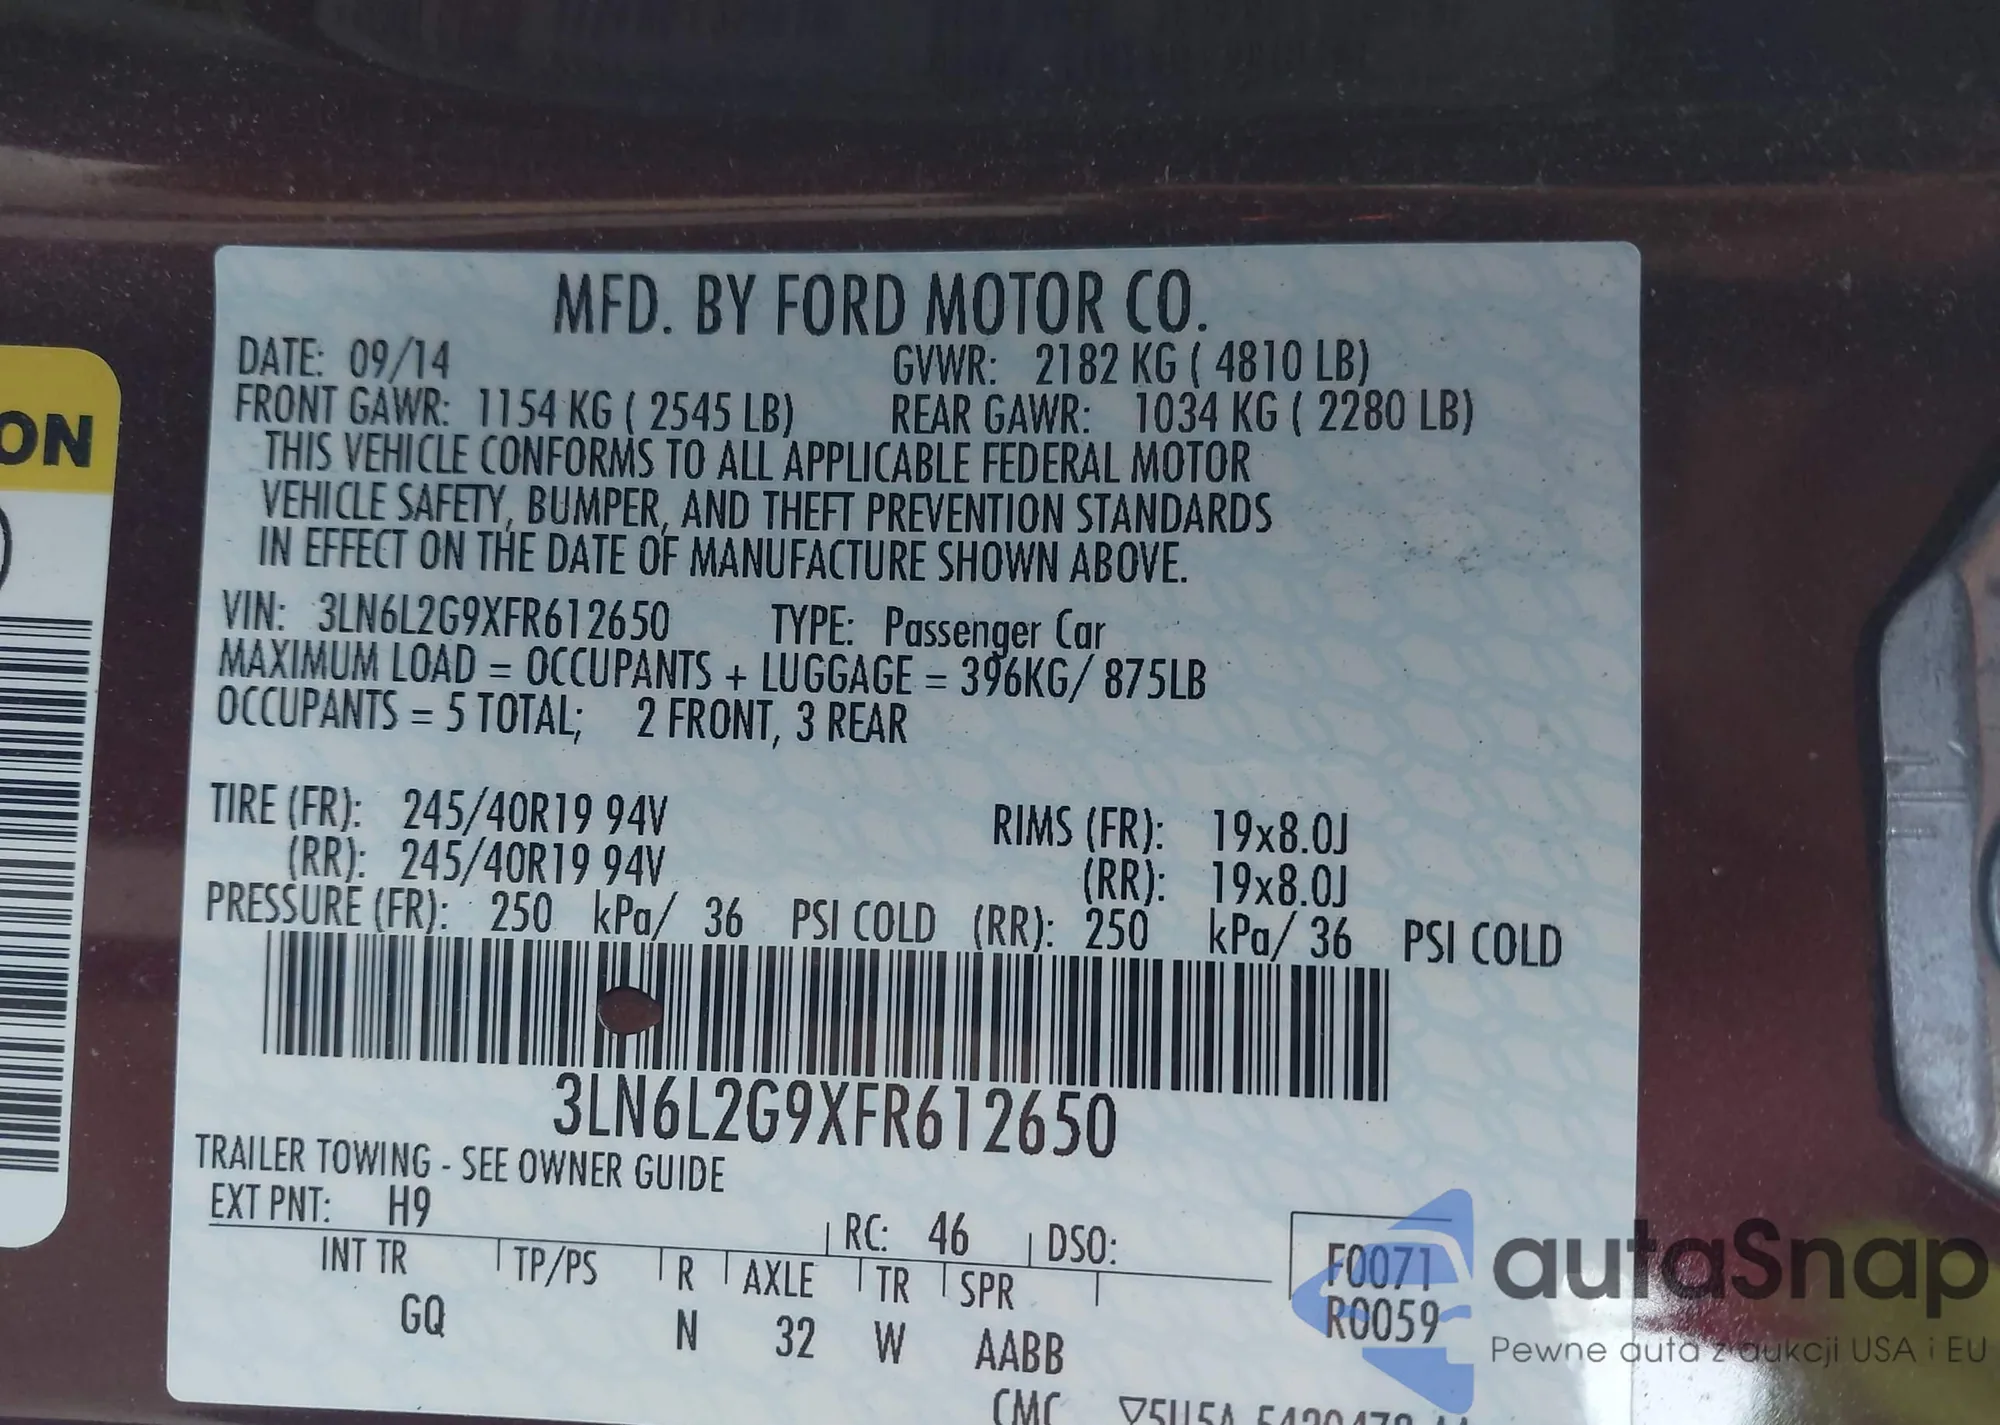 MFD. BY FORD MOTOR CO.
DATE: 09/14 GVWR: 2182 KG ( 4810 LB)
FRONT GAWR: 1154 KG ( 2545 LB) REAR GAWR: 1034 KG ( 2280 LB)
THIS VEHICLE CONFORMS TO ALL APPLICABLE FEDERAL MOTOR
VEHICLE SAFETY, BUMPER, AND THEFT PREVENTION STANDARDS
IN EFFECT ON THE DATE OF MANUFACTURE SHOWN ABOVE.
VIN: 3LN6L2G9XFR612650 TYPE: Passenger Car
MAXIMUM LOAD = OCCUPANTS + LUGGAGE = 396KG/ 875LB
OCCUPANTS = 5 TOTAL; 2 FRONT, 3 REAR
TIRE (FR): 245/40R19 94V RIMS (FR): 19x8.0J
(RR): 245/40R19 94V (RR): 19x8.0J
PRESSURE (FR): 250 kPa/ 36 PSI COLD (RR): 250 kPa/ 36 PSI COLD
3LN6L2G9XFR612650
TRAILER TOWING - SEE OWNER GUIDE
EXT PNT: H9 RC: 46 DSO:
INT TR TP/PS R AXLE TR SPR
GQ N 32 W AABB
F0071
R0059
CMC
ON
autaSnap
Pewne auta z aukcji USA i EU